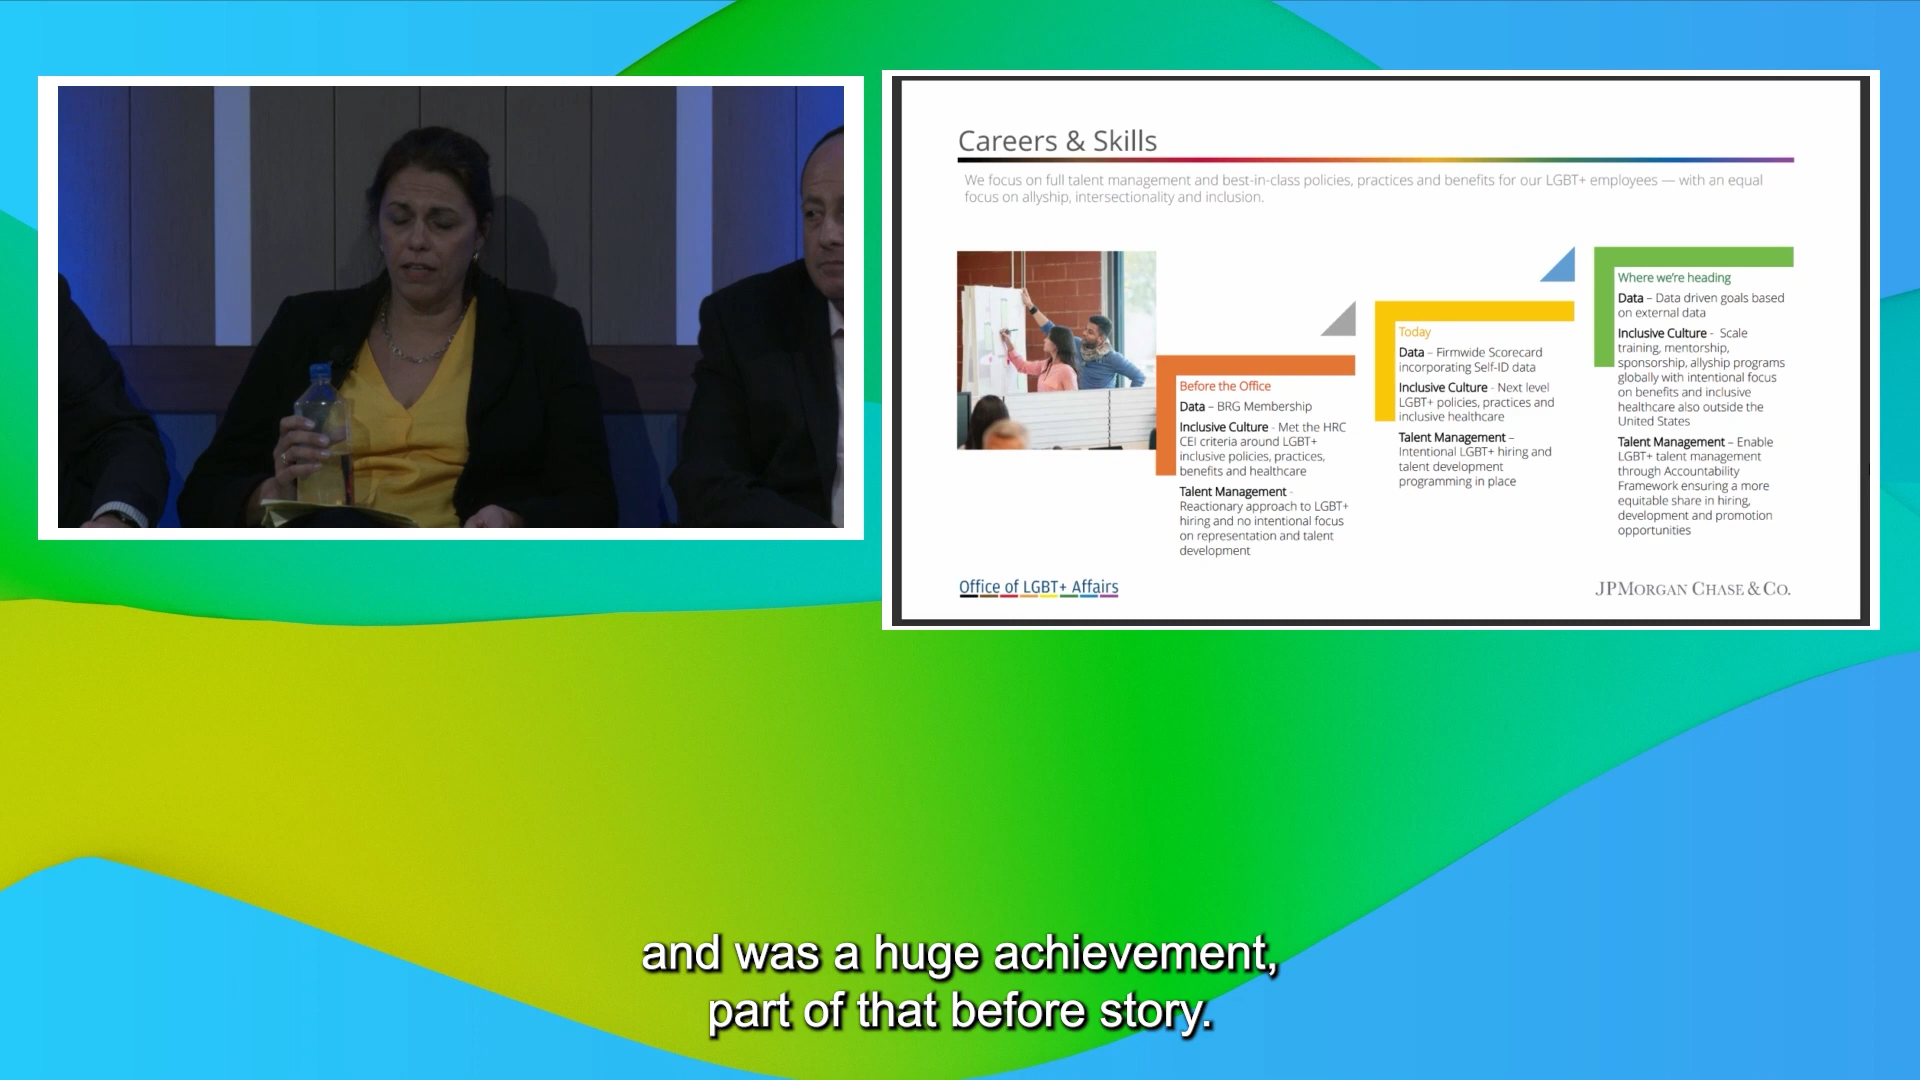 Careers & Skills
We focus on full talent management and best-in-class policies, practices and benefits for our LGBT+ employees — with an equal
focus on allyship, intersectionality and inclusion.
Before the Office
Data – BRG Membership
Inclusive Culture - Met the HRC
CEI criteria around LGBT+
inclusive policies, practices,
benefits and healthcare
Talent Management -
Reactionary approach to LGBT+
hiring and no intentional focus
on representation and talent
development
Today
Data – Firmwide Scorecard
incorporating Self-ID data
Inclusive Culture - Next level
LGBT+ policies, practices and
inclusive healthcare
Talent Management –
Intentional LGBT+ hiring and
talent development
programming in place
Where we're heading
Data – Data driven goals based
on external data
Inclusive Culture - Scale
training, mentorship,
sponsorship, allyship programs
globally with intentional focus
on benefits and inclusive
healthcare also outside the
United States
Talent Management – Enable
LGBT+ talent management
through Accountability
Framework ensuring a more
equitable share in hiring,
development and promotion
opportunities
Office of LGBT+ Affairs
JPMORGAN CHASE & CO.
and was a huge achievement,
part of that before story.